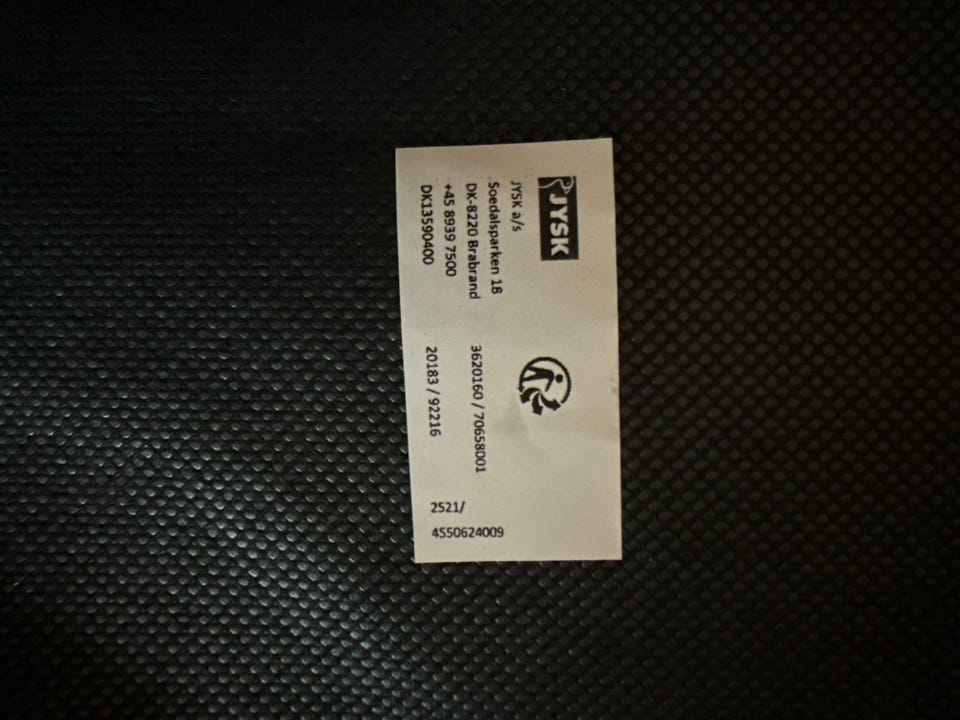 JYSK
JYSK a/s
Soedalsparken 18
DK-8220 Brabrand
+45 8939 7500
DK13590400
3620160 / 70658001
20183 / 92216
2521/
4550624009